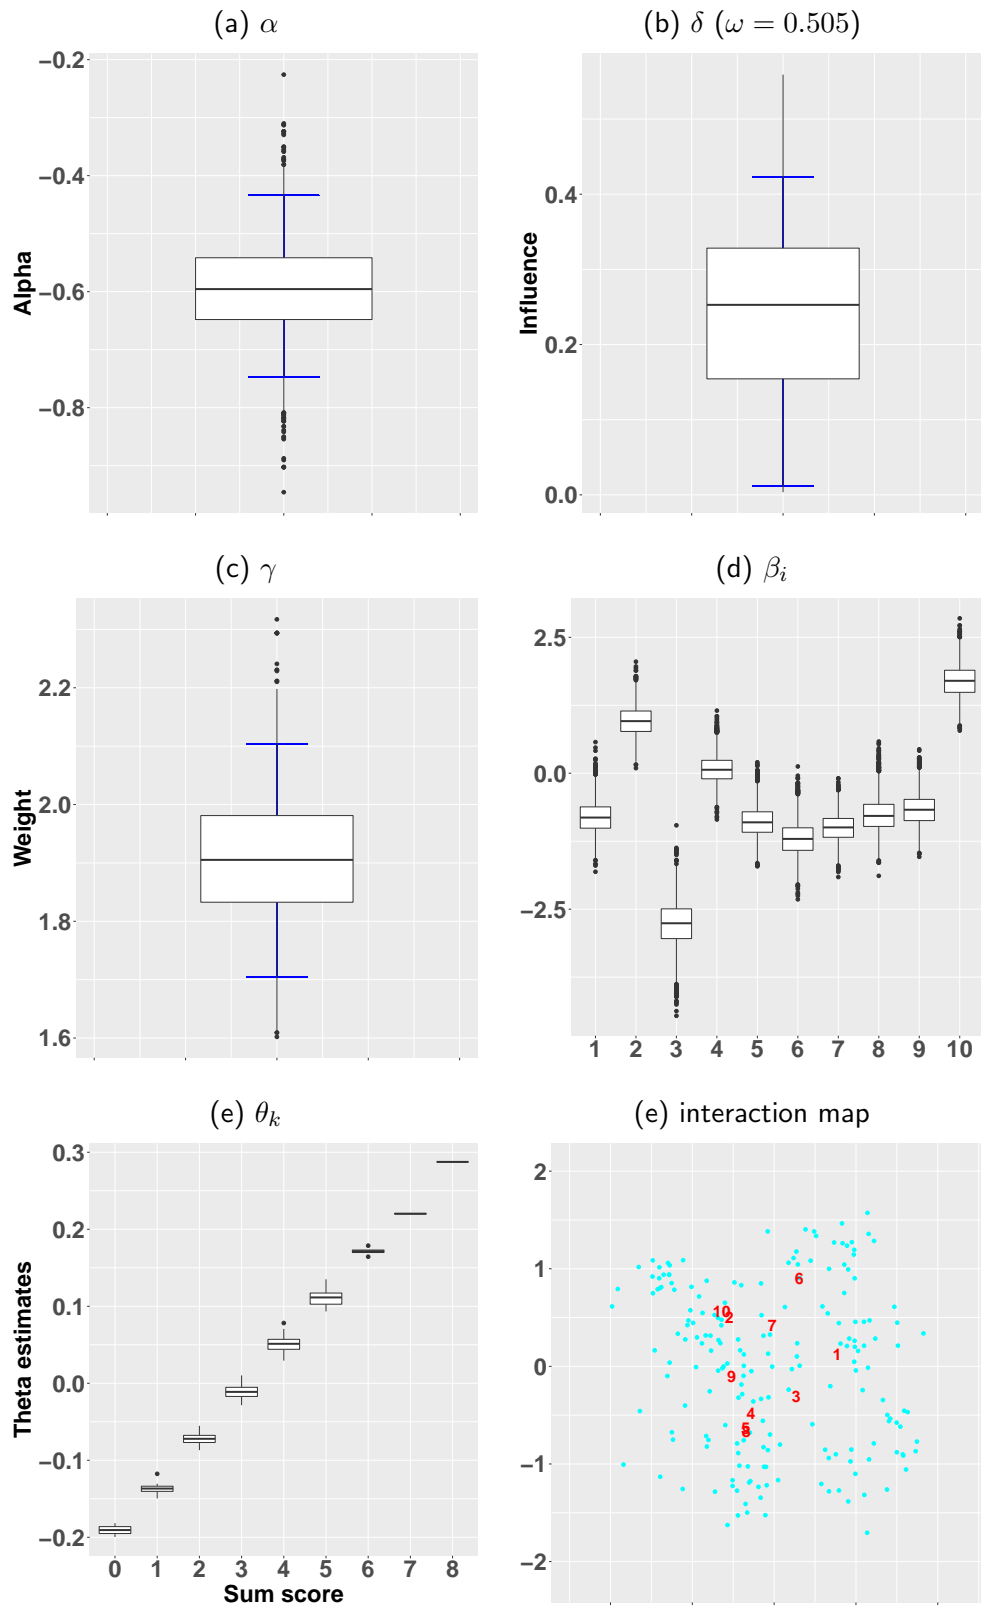 (a) α
−0.2
−0.4
−0.6
−0.8
Alpha
(b) δ (ω = 0.505)
0.4
0.2
0.0
Influence
(c) γ
2.2
2.0
1.8
1.6
Weight
(d) βᵢ
2.5
0.0
−2.5
1 2 3 4 5 6 7 8 9 10
(e) θₖ
0.3
0.2
0.1
0.0
−0.1
−0.2
Theta estimates
0 1 2 3 4 5 6 7 8
Sum score
(e) interaction map
2
1
0
−1
−2
6
10
2
7
1
9
3
4
5